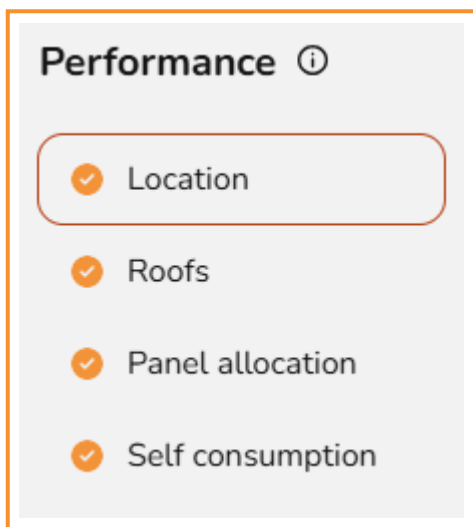 Performance
Location
Roofs
Panel allocation
Self consumption